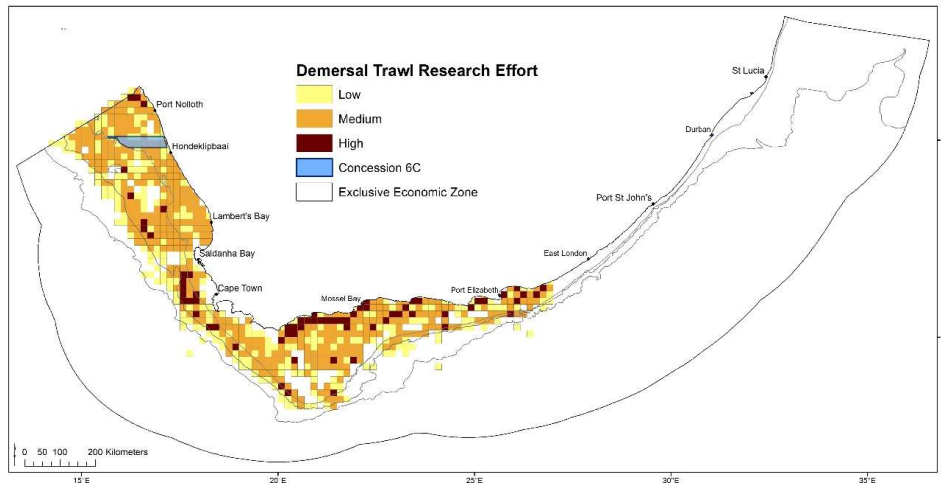 Demersal Trawl Research Effort
Low
Medium
High
Concession 6C
Exclusive Economic Zone
St Lucia
Durban
Port St John's
East London
Port Elizabeth
Mossel Bay
Port Nolloth
Hondeklipbaai
Lambert's Bay
Saldanha Bay
Cape Town
0 50 100 200 Kilometers
15°E 20°E 25°E 30°E 35°E